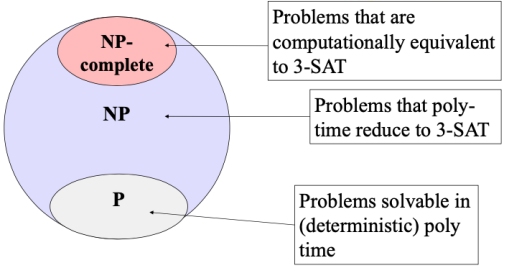 NP-
complete
Problems that are
computationally equivalent
to 3-SAT
NP
Problems that poly-
time reduce to 3-SAT
P
Problems solvable in
(deterministic) poly
time